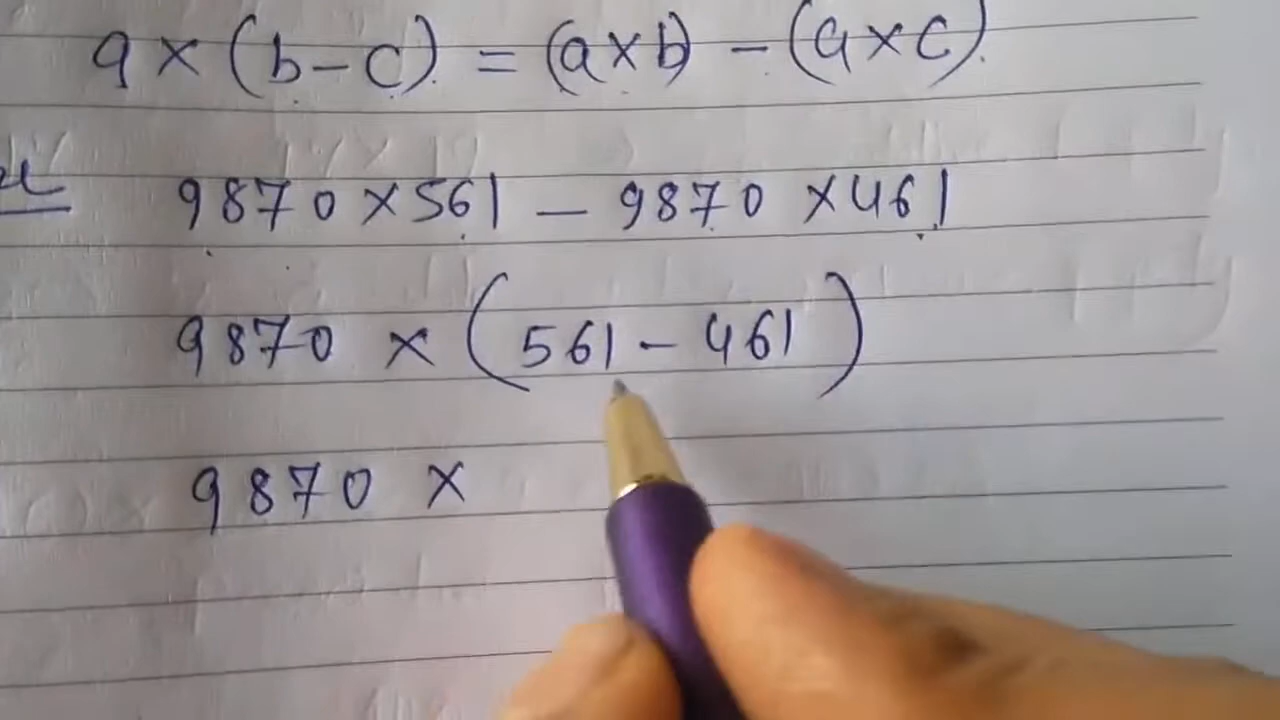 a × (b - c) = (a × b) - (a × c)
9870 × 561 - 9870 × 461
9870 × (561 - 461)
9870 ×